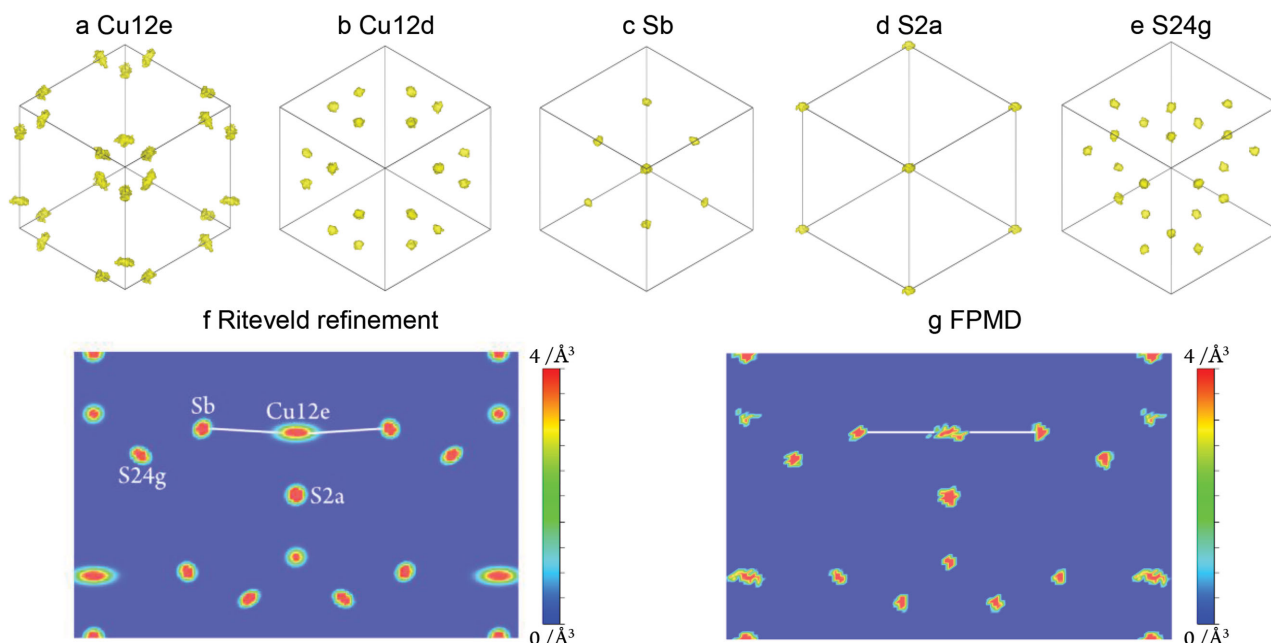 a Cu12e
b Cu12d
c Sb
d S2a
e S24g
f Riteveld refinement
g FPMD
4 /Å³
Sb
Cu12e
S24g
S2a
0 /Å³
4 /Å³
0 /Å³